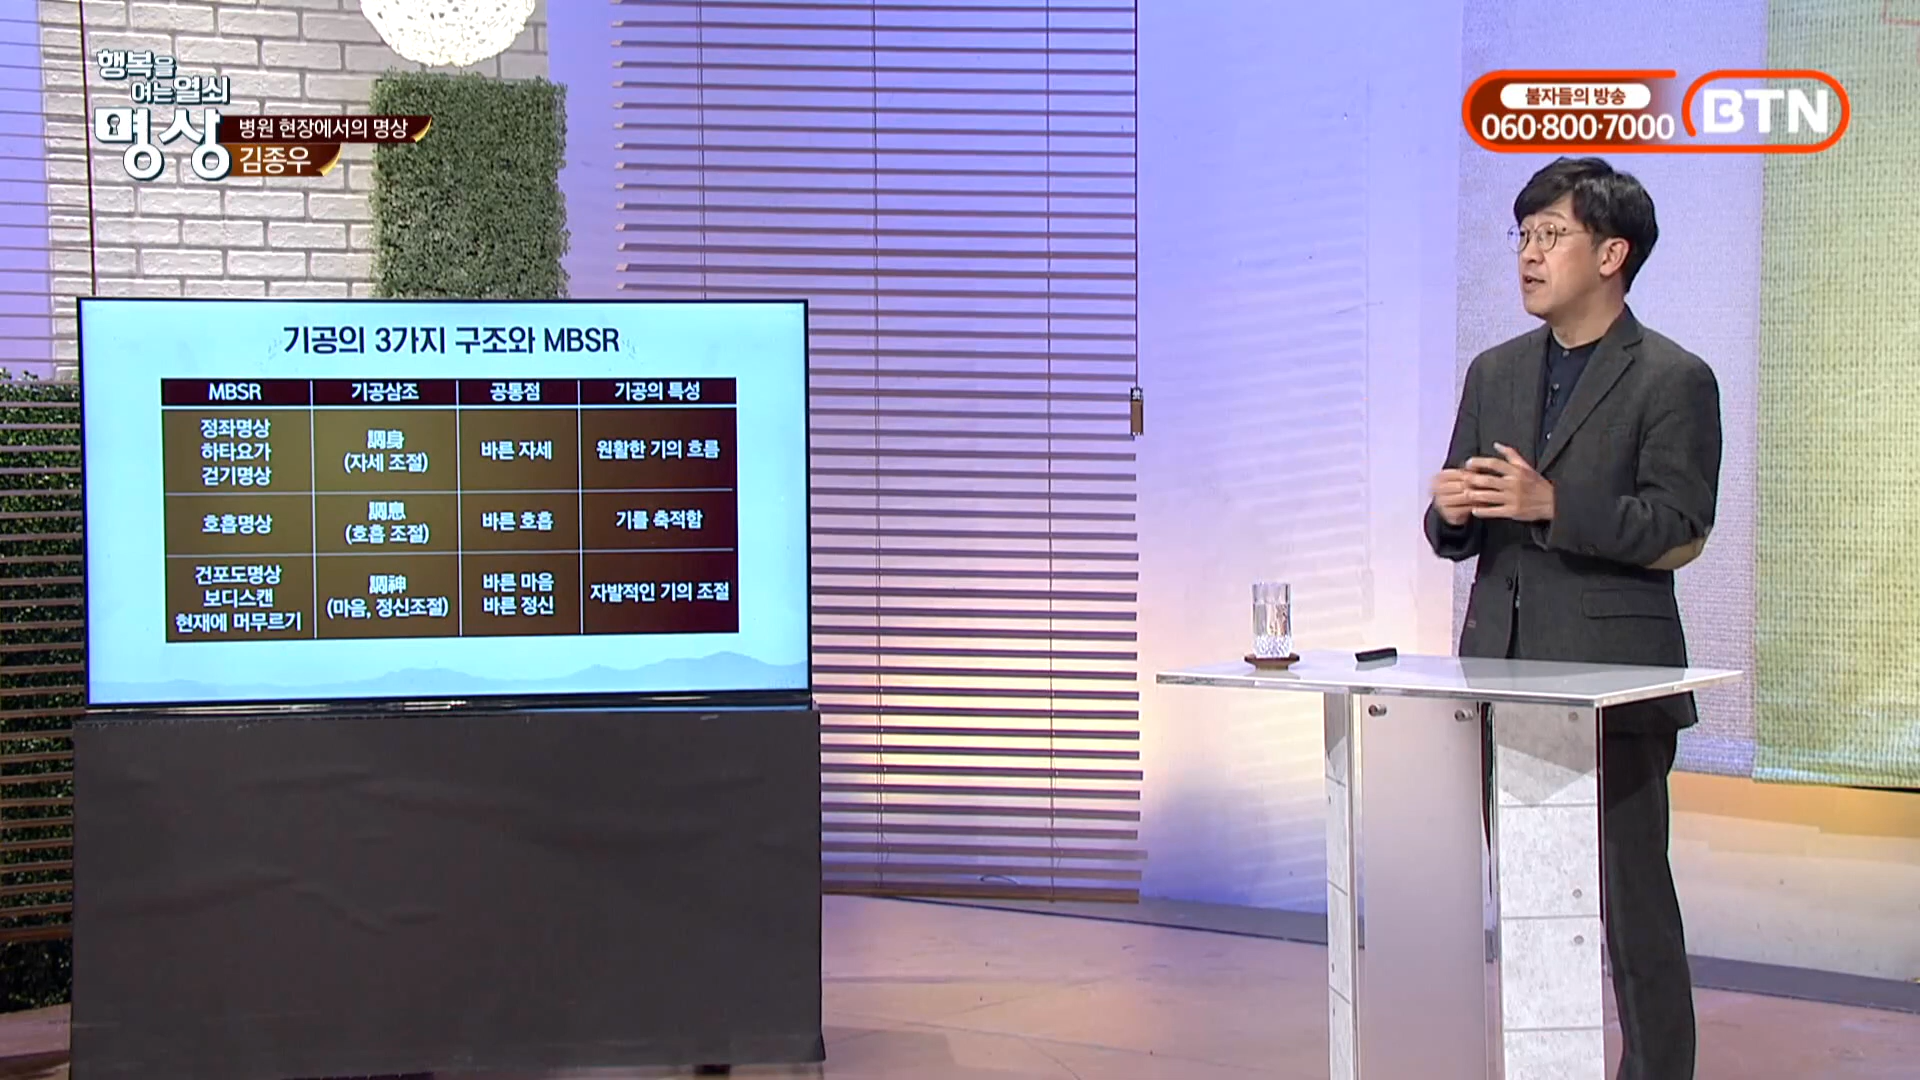 행복을
여는 열쇠
명상
병원 현장에서의 명상
김종우
불자들의 방송
060·800·7000
BTN
기공의 3가지 구조와 MBSR
MBSR 기공삼조 공통점 기공의 특성
정좌명상
하타요가
걷기명상
調身
(자세 조절)
바른 자세
원활한 기의 흐름
호흡명상
調息
(호흡 조절)
바른 호흡
기를 축적함
건포도명상
보디스캔
현재에 머무르기
調神
(마음, 정신조절)
바른 마음
바른 정신
자발적인 기의 조절